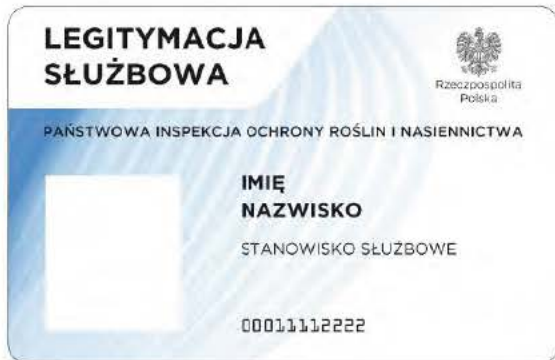 LEGITYMACJA
SŁUŻBOWA
Rzeczpospolita
Polska
PAŃSTWOWA INSPEKCJA OCHRONY ROŚLIN I NASIENNICTWA
IMIĘ
NAZWISKO
STANOWISKO SŁUŻBOWE
00011112222